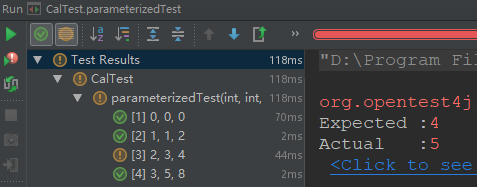 Run CalTest.parameterizedTest
Test Results 118ms
CalTest 118ms
parameterizedTest(int, int, 118ms
[1] 0, 0, 0 70ms
[2] 1, 1, 2 2ms
[3] 2, 3, 4 44ms
[4] 3, 5, 8 2ms
"D:\Program Fil
org.opentest4j
Expected :4
Actual :5
<Click to see